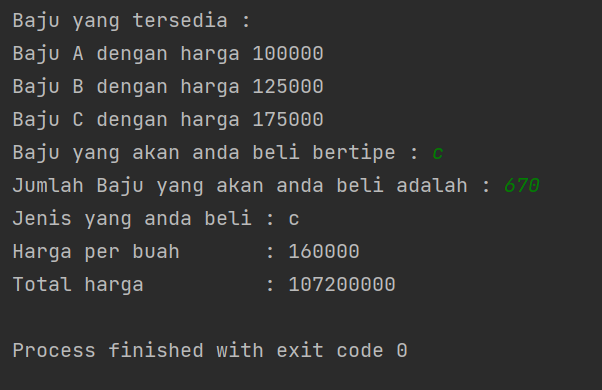 Baju yang tersedia :
Baju A dengan harga 100000
Baju B dengan harga 125000
Baju C dengan harga 175000
Baju yang akan anda beli bertipe : c
Jumlah Baju yang akan anda beli adalah : 670
Jenis yang anda beli : c
Harga per buah       : 160000
Total harga          : 107200000
Process finished with exit code 0